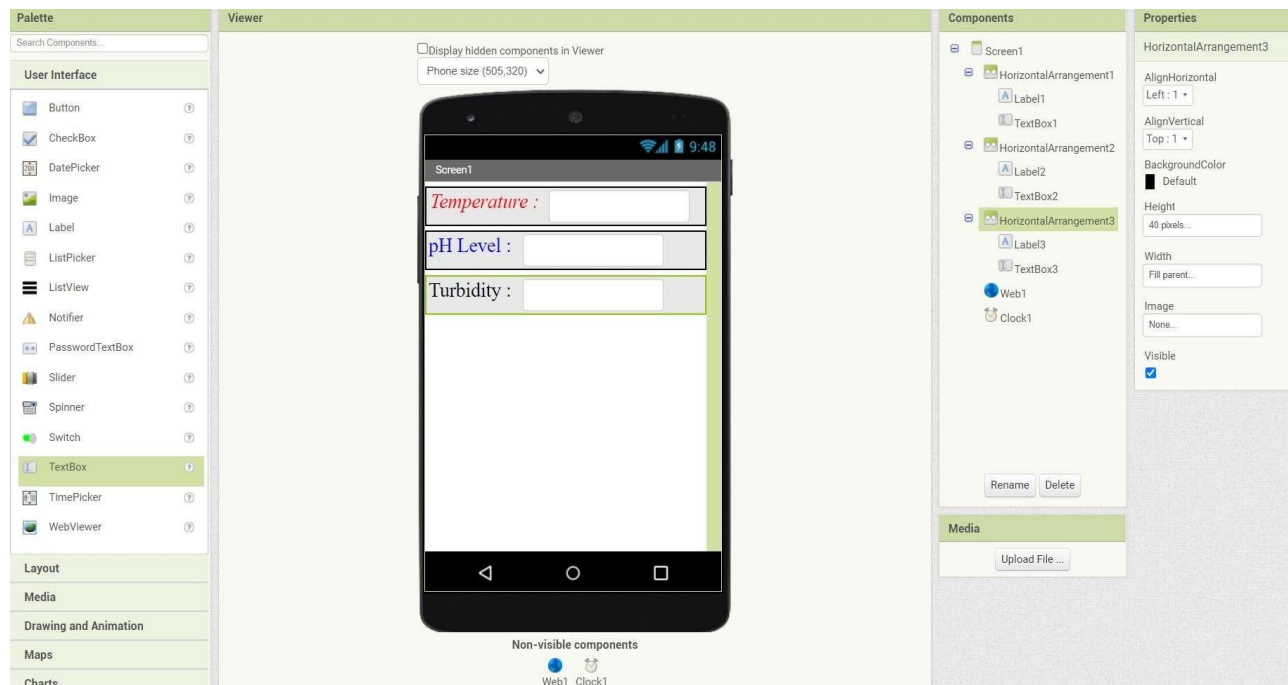 Palette
Search Components...
User Interface
Button
CheckBox
DatePicker
Image
Label
ListPicker
ListView
Notifier
PasswordTextBox
Slider
Spinner
Switch
TextBox
TimePicker
WebViewer
Layout
Media
Drawing and Animation
Maps
Charts
Viewer
Display hidden components in Viewer
Phone size (505,320)
9:48
Screen1
Temperature :
pH Level :
Turbidity :
Non-visible components
Web1 Clock1
Components
Screen1
HorizontalArrangement1
Label1
TextBox1
HorizontalArrangement2
Label2
TextBox2
HorizontalArrangement3
Label3
TextBox3
Web1
Clock1
Rename Delete
Media
Upload File ...
Properties
HorizontalArrangement3
AlignHorizontal
Left : 1
AlignVertical
Top : 1
BackgroundColor
Default
Height
40 pixels...
Width
Fill parent...
Image
None...
Visible